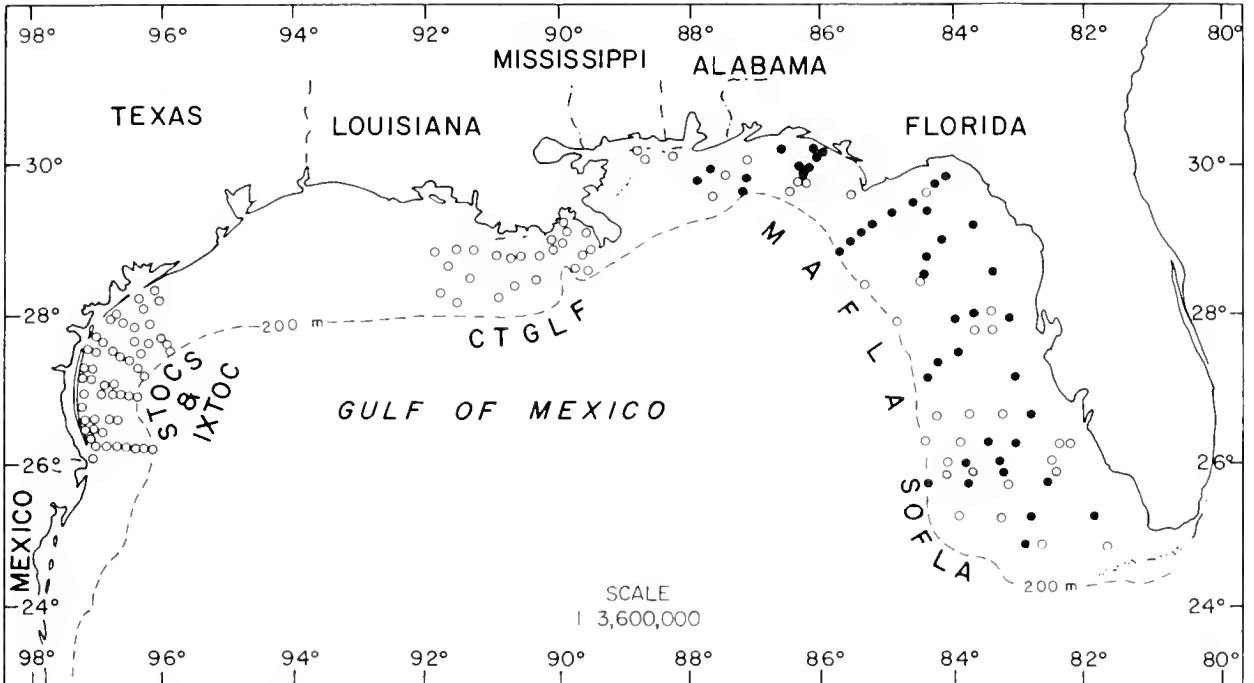 98° 96° 94° 92° 90° 88° 86° 84° 82° 80°
MISSISSIPPI ALABAMA
TEXAS LOUISIANA FLORIDA
30° 30°
MAFLA
28° 200 m CTGLF 28°
STOCS
&
IXTOC
GULF OF MEXICO
26° 26°
SOFLA
MEXICO
200 m
SCALE
1 3,600,000
24° 24°
98° 96° 94° 92° 90° 88° 86° 84° 82° 80°